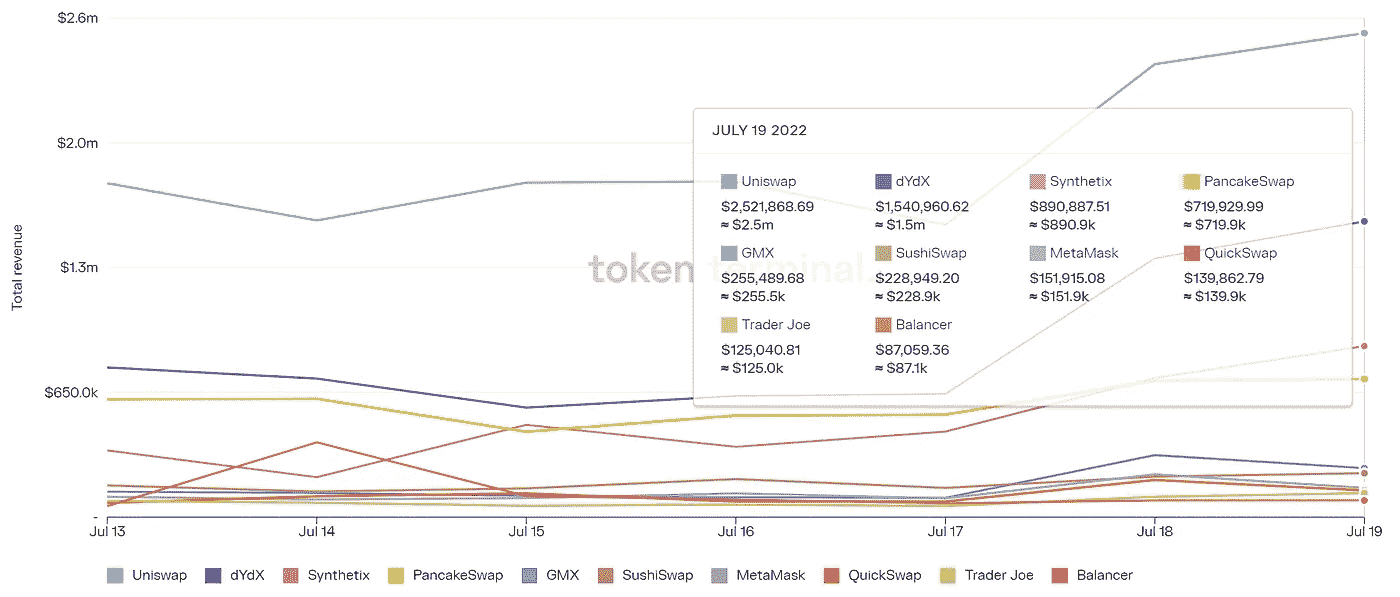 $2.6m
$2.0m
$1.3m
$650.0k
-
Total revenue
token terminal
JULY 19 2022
Uniswap dYdX Synthetix PancakeSwap
$2,521,868.69 $1,540,960.62 $890,887.51 $719,929.99
≈ $2.5m ≈ $1.5m ≈ $890.9k ≈ $719.9k
GMX SushiSwap MetaMask QuickSwap
$255,489.68 $228,949.20 $151,915.08 $139,862.79
≈ $255.5k ≈ $228.9k ≈ $151.9k ≈ $139.9k
Trader Joe Balancer
$125,040.81 $87,059.36
≈ $125.0k ≈ $87.1k
Jul 13 Jul 14 Jul 15 Jul 16 Jul 17 Jul 18 Jul 19
Uniswap dYdX Synthetix PancakeSwap GMX SushiSwap MetaMask QuickSwap Trader Joe Balancer